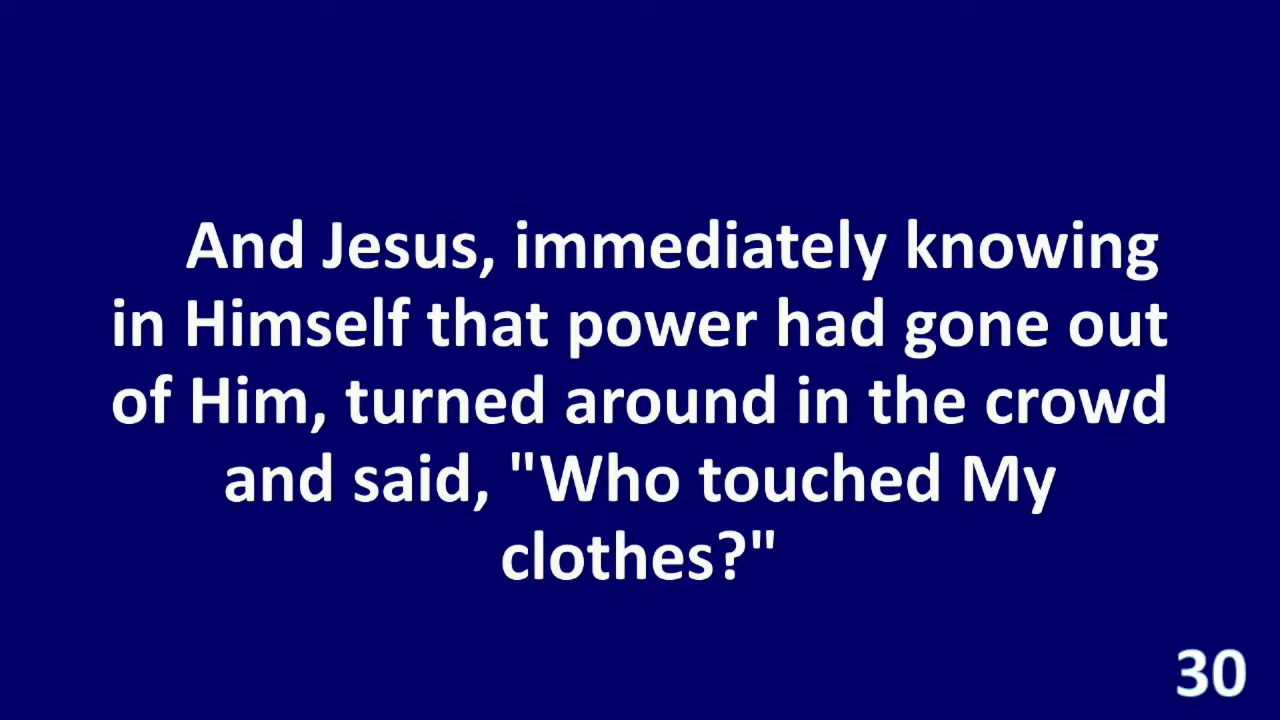 And Jesus, immediately knowing
in Himself that power had gone out
of Him, turned around in the crowd
and said, "Who touched My
clothes?"
30